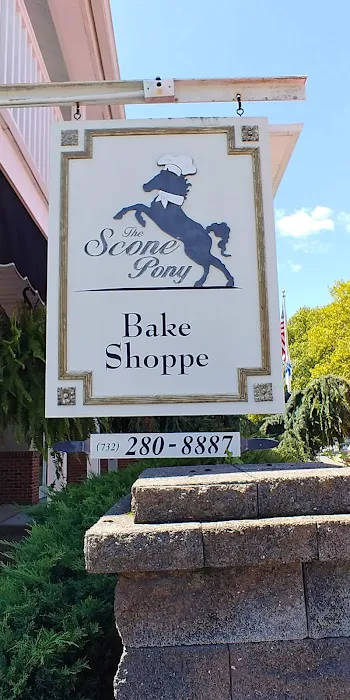 The
Scone
Pony
Bake
Shoppe
(732) 280-8887